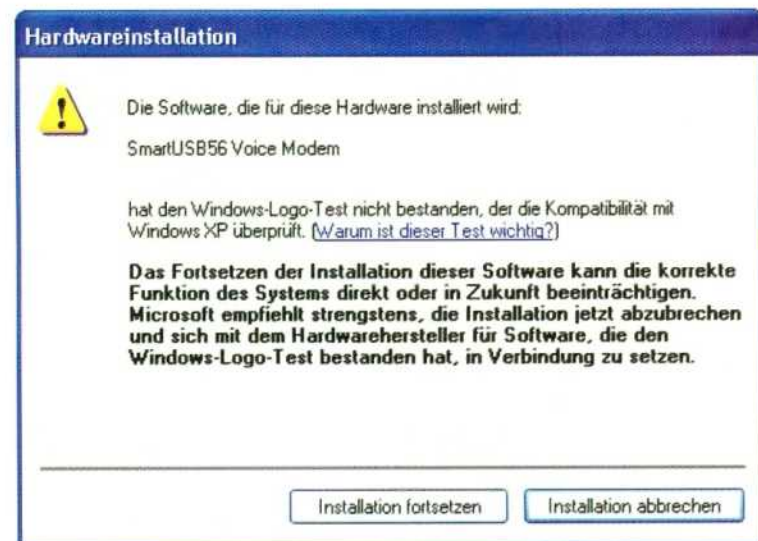 Hardwareinstallation
Die Software, die für diese Hardware installiert wird:
SmartUSB56 Voice Modem
hat den Windows-Logo-Test nicht bestanden, der die Kompatibilität mit
Windows XP überprüft. (Warum ist dieser Test wichtig?)
Das Fortsetzen der Installation dieser Software kann die korrekte
Funktion des Systems direkt oder in Zukunft beeinträchtigen.
Microsoft empfiehlt strengstens, die Installation jetzt abzubrechen
und sich mit dem Hardwarehersteller für Software, die den
Windows-Logo-Test bestanden hat, in Verbindung zu setzen.
Installation fortsetzen Installation abbrechen